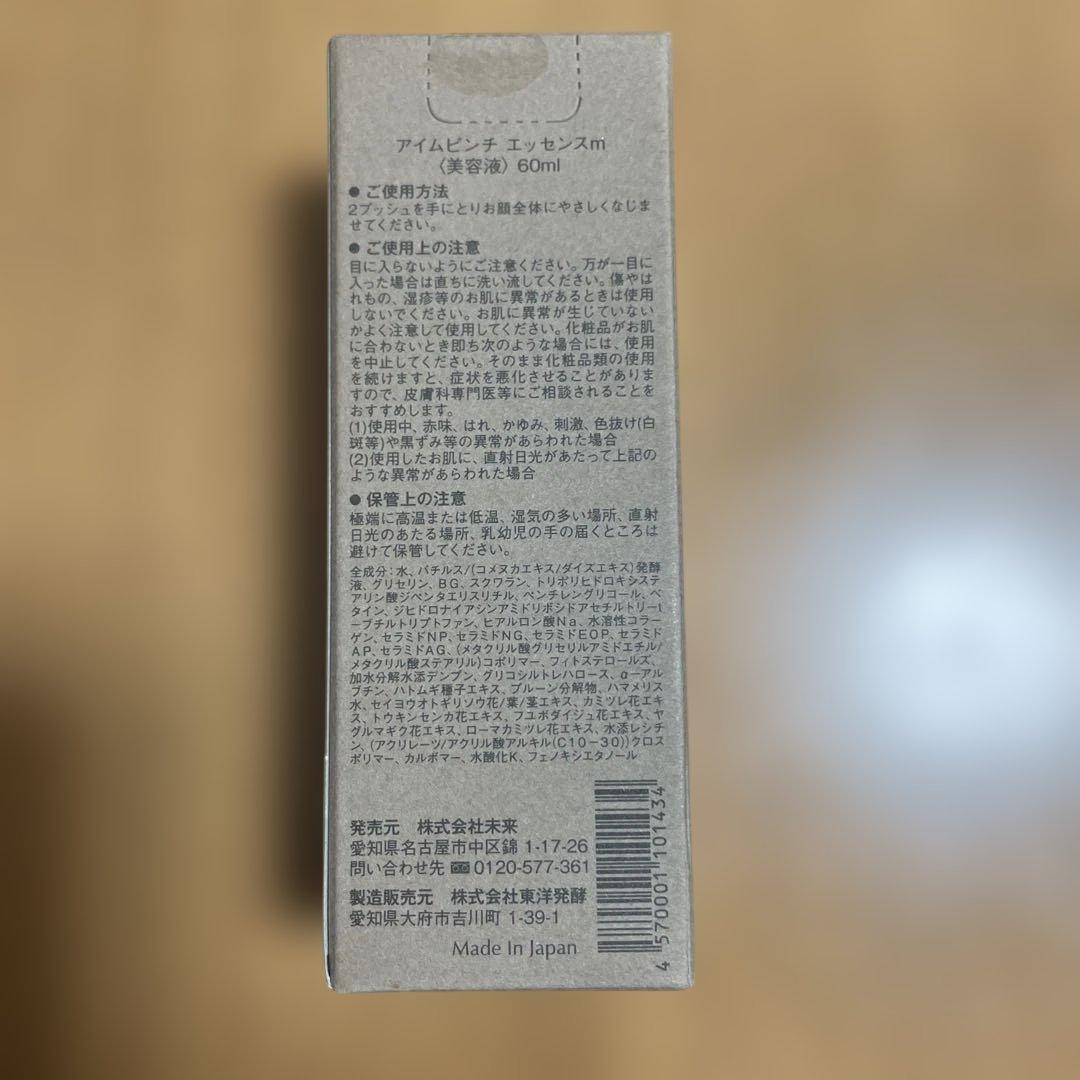 アイムピンチ エッセンスm
〈美容液〉60ml
● ご使用方法
2プッシュを手にとりお顔全体にやさしくなじま
せてください。
● ご使用上の注意
目に入らないようにご注意ください。万が一目に
入った場合は直ちに洗い流してください。傷やは
れもの、湿疹等のお肌に異常があるときは使用
しないでください。お肌に異常が生じていない
かよく注意して使用してください。化粧品がお肌
に合わないとき即ち次のような場合には、使用
を中止してください。そのまま化粧品類の使用
を続けますと、症状を悪化させることがありま
すので、皮膚科専門医等にご相談されることを
おすすめします。
(1)使用中、赤味、はれ、かゆみ、刺激、色抜け(白
斑等)や黒ずみ等の異常があらわれた場合
(2)使用したお肌に、直射日光があたって上記の
ような異常があらわれた場合
● 保管上の注意
極端に高温または低温、湿気の多い場所、直射
日光のあたる場所、乳幼児の手の届くところは
避けて保管してください。
全成分：水、バチルス/(コメヌカエキス/ダイズエキス)発酵
液、グリセリン、BG、スクワラン、トリポリヒドロキシステ
アリン酸ジペンタエリスリチル、ペンチレングリコール、ベ
タイン、ジヒドロナイアシンアミドリボシドアセチルトリーt
ーブチルトリプトファン、ヒアルロン酸Na、水溶性コラー
ゲン、セラミドNP、セラミドNG、セラミドEOP、セラミド
AP、セラミドAG、(メタクリル酸グリセリルアミドエチル/
メタクリル酸ステアリル)コポリマー、フィトステロールズ、
加水分解水添デンプン、グリコシルトレハロース、α-アル
ブチン、ハトムギ種子エキス、プルーン分解物、ハマメリス
水、セイヨウオトギリソウ花/葉/茎エキス、カミツレ花エキ
ス、トウキンセンカ花エキス、フユボダイジュ花エキス、ヤ
グルマギク花エキス、ローマカミツレ花エキス、水添レシチ
ン、(アクリレーツ/アクリル酸アルキル(C10-30))クロス
ポリマー、カルボマー、水酸化K、フェノキシエタノール
発売元 株式会社未来
愛知県名古屋市中区錦 1-17-26
問い合わせ先 0120-577-361
製造販売元 株式会社東洋発酵
愛知県大府市吉川町 1-39-1
Made In Japan
4 570001 101434